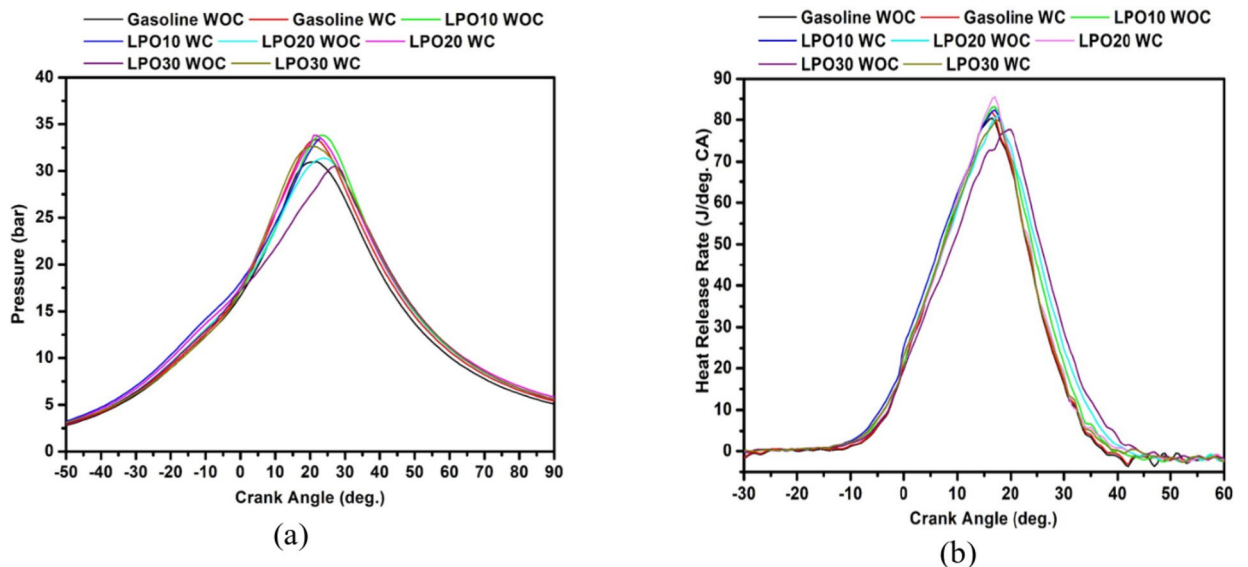 Gasoline WOC Gasoline WC LPO10 WOC
LPO10 WC LPO20 WOC LPO20 WC
LPO30 WOC LPO30 WC
40
35
30
25
20
15
10
5
0
Pressure (bar)
-50 -40 -30 -20 -10 0 10 20 30 40 50 60 70 80 90
Crank Angle (deg.)
(a)
Gasoline WOC Gasoline WC LPO10 WOC
LPO10 WC LPO20 WOC LPO20 WC
LPO30 WOC LPO30 WC
90
80
70
60
50
40
30
20
10
0
Heat Release Rate (J/deg. CA)
-30 -20 -10 0 10 20 30 40 50 60
Crank Angle (deg.)
(b)